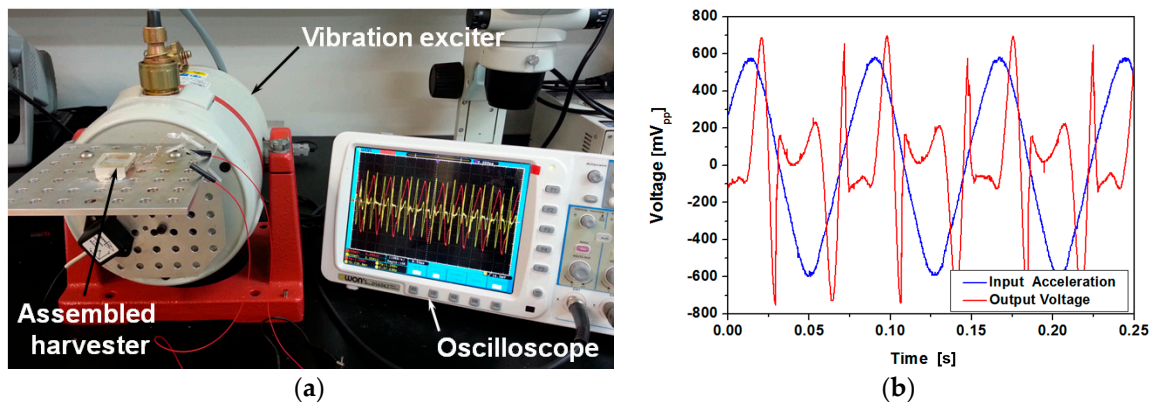 Vibration exciter
Assembled
harvester
Oscilloscope
(a)
Voltage [mVpp]
800
600
400
200
0
-200
-400
-600
-800
Input Acceleration
Output Voltage
0.00 0.05 0.10 0.15 0.20 0.25
Time [s]
(b)